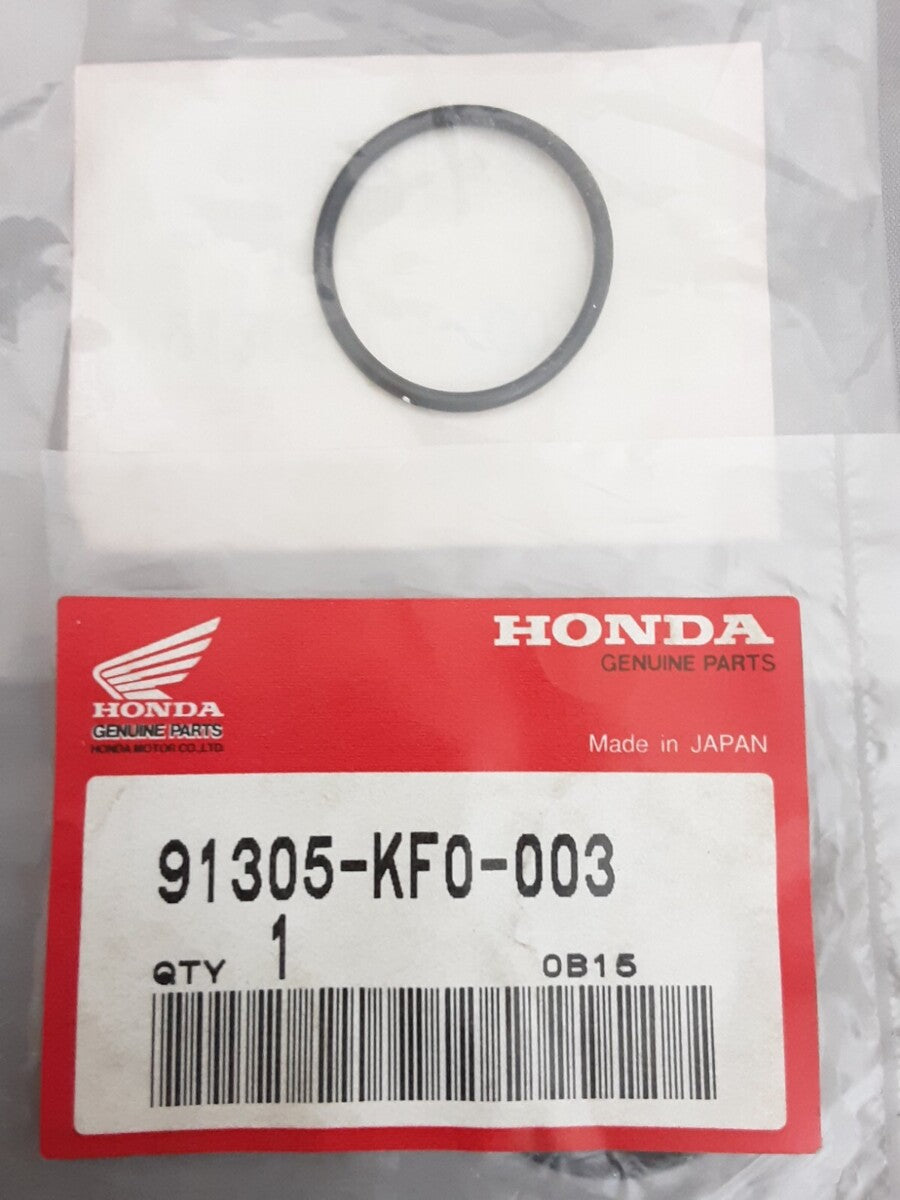 HONDA
GENUINE PARTS
HONDA MOTOR CO.,LTD.
HONDA
GENUINE PARTS
Made in JAPAN
91305-KF0-003
QTY 1 0B15